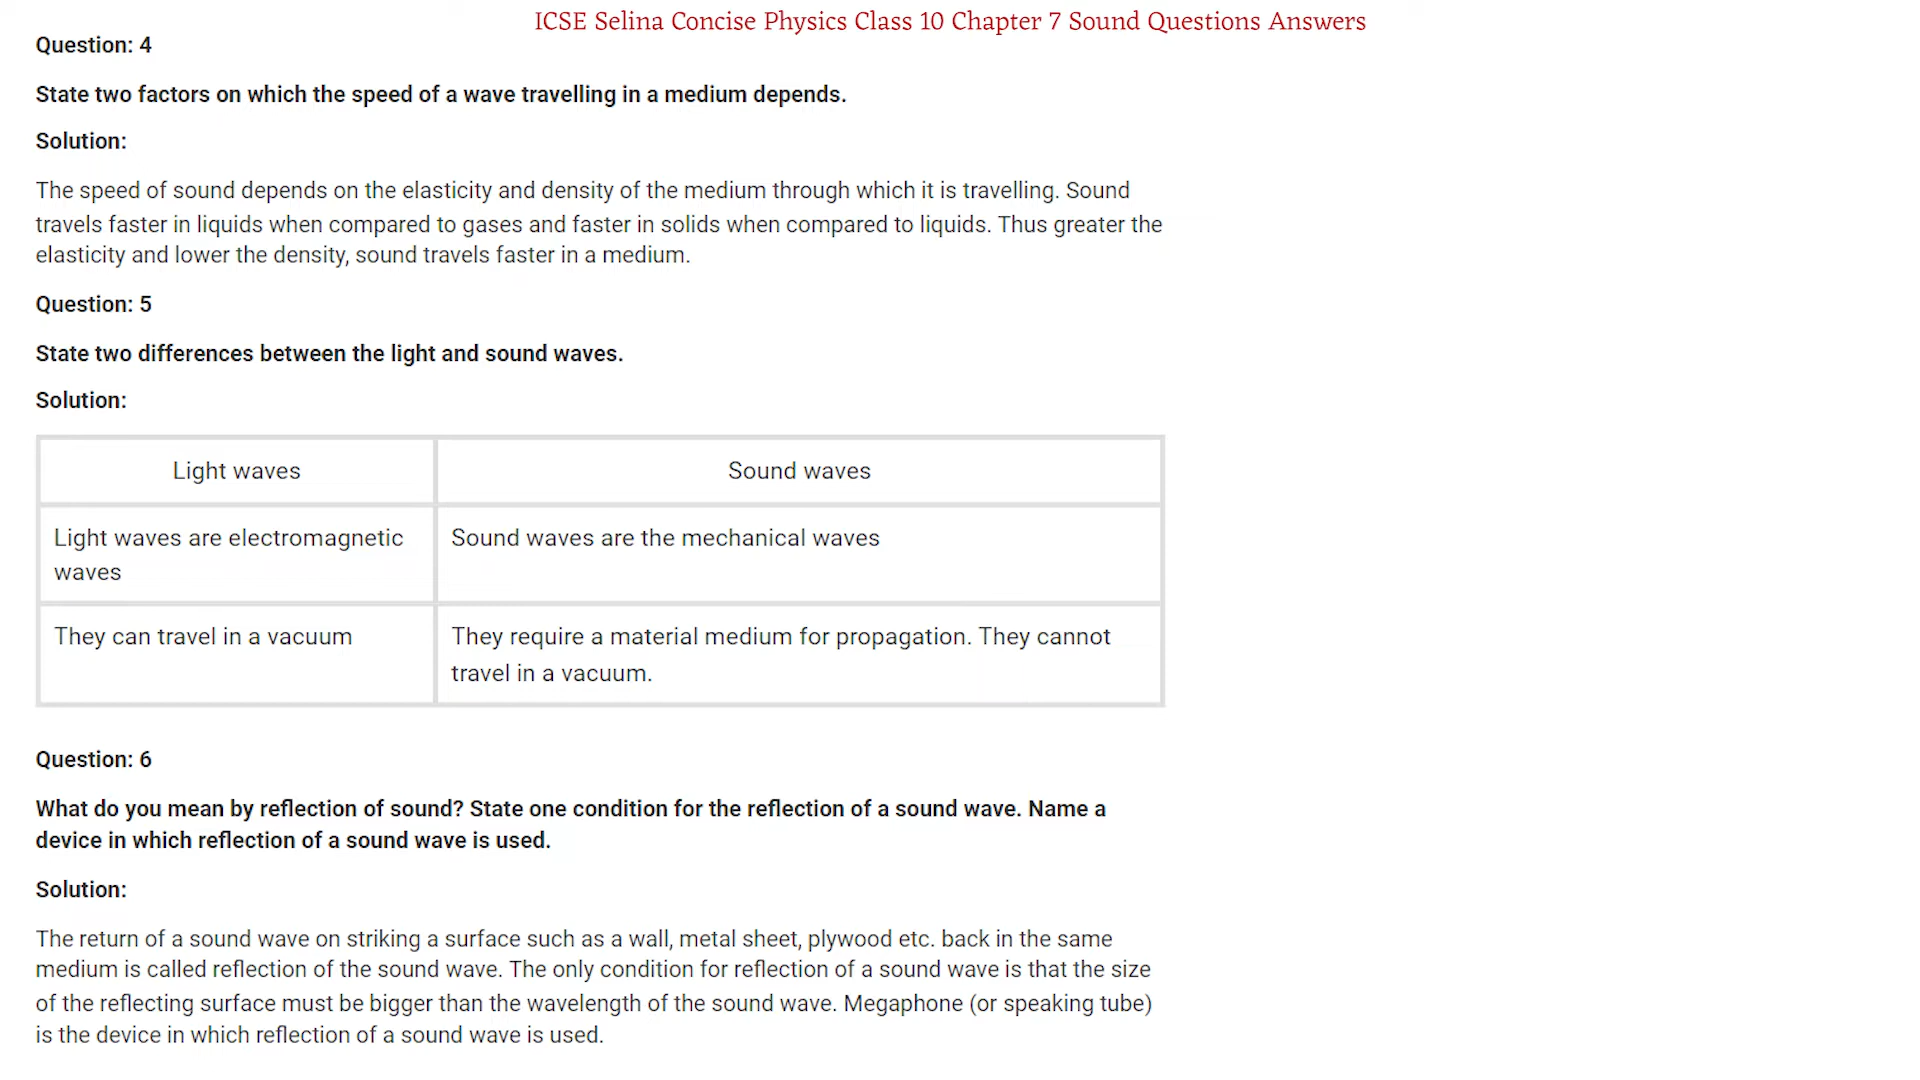 ICSE Selina Concise Physics Class 10 Chapter 7 Sound Questions Answers
Question: 4
State two factors on which the speed of a wave travelling in a medium depends.
Solution:
The speed of sound depends on the elasticity and density of the medium through which it is travelling. Sound
travels faster in liquids when compared to gases and faster in solids when compared to liquids. Thus greater the
elasticity and lower the density, sound travels faster in a medium.
Question: 5
State two differences between the light and sound waves.
Solution:
Light waves
Sound waves
Light waves are electromagnetic
waves
Sound waves are the mechanical waves
They can travel in a vacuum
They require a material medium for propagation. They cannot
travel in a vacuum.
Question: 6
What do you mean by reflection of sound? State one condition for the reflection of a sound wave. Name a
device in which reflection of a sound wave is used.
Solution:
The return of a sound wave on striking a surface such as a wall, metal sheet, plywood etc. back in the same
medium is called reflection of the sound wave. The only condition for reflection of a sound wave is that the size
of the reflecting surface must be bigger than the wavelength of the sound wave. Megaphone (or speaking tube)
is the device in which reflection of a sound wave is used.